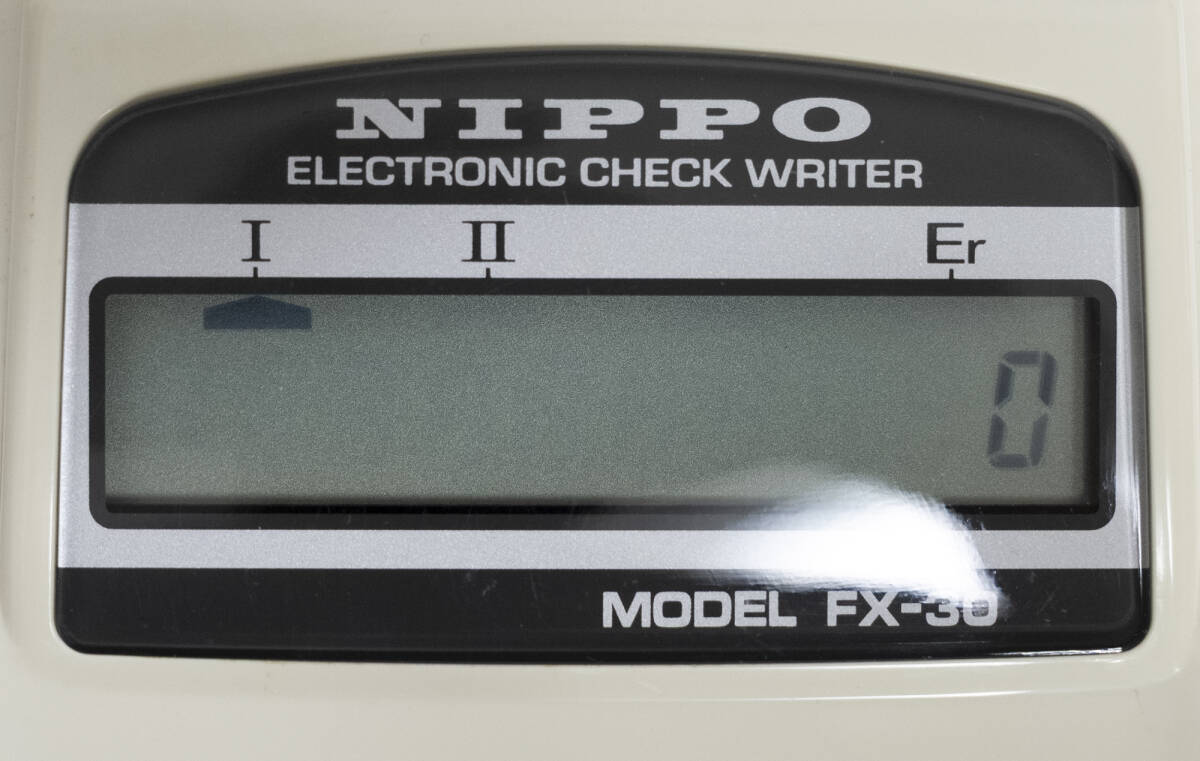 NIPPO
ELECTRONIC CHECK WRITER
I II Er
0
MODEL FX-30